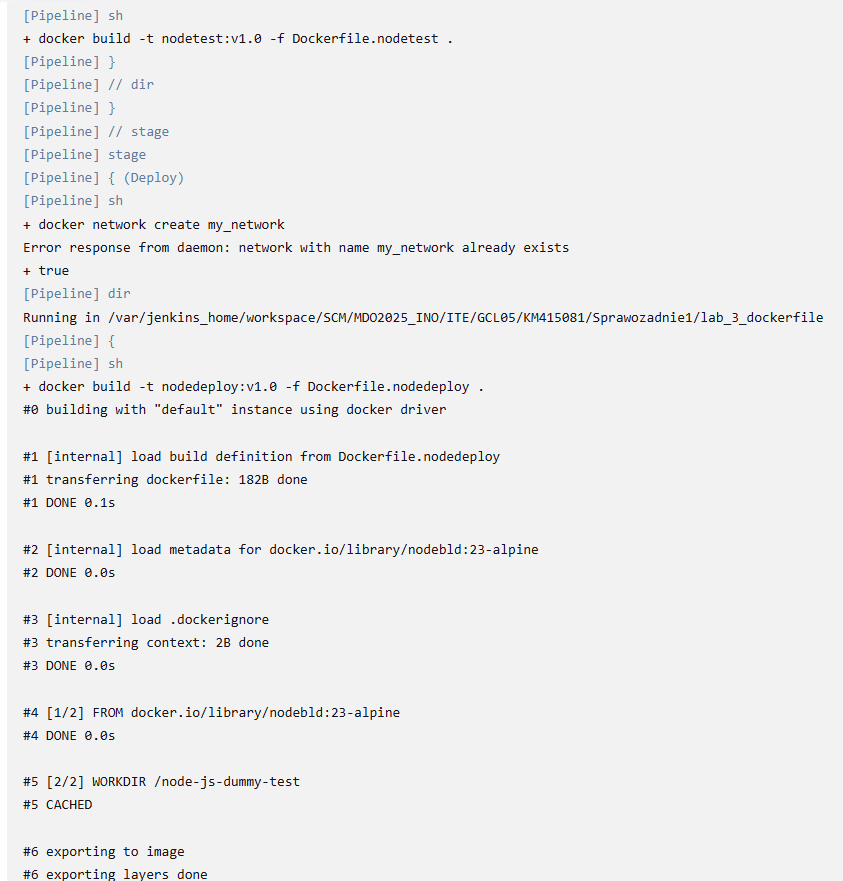 [Pipeline] sh
+ docker build -t nodetest:v1.0 -f Dockerfile.nodetest .
[Pipeline] }
[Pipeline] // dir
[Pipeline] }
[Pipeline] // stage
[Pipeline] stage
[Pipeline] { (Deploy)
[Pipeline] sh
+ docker network create my_network
Error response from daemon: network with name my_network already exists
+ true
[Pipeline] dir
Running in /var/jenkins_home/workspace/SCM/MDO2025_INO/ITE/GCL05/KM415081/Sprawozadnie1/lab_3_dockerfile
[Pipeline] {
[Pipeline] sh
+ docker build -t nodedeploy:v1.0 -f Dockerfile.nodedeploy .
#0 building with "default" instance using docker driver
#1 [internal] load build definition from Dockerfile.nodedeploy
#1 transferring dockerfile: 182B done
#1 DONE 0.1s
#2 [internal] load metadata for docker.io/library/nodebld:23-alpine
#2 DONE 0.0s
#3 [internal] load .dockerignore
#3 transferring context: 2B done
#3 DONE 0.0s
#4 [1/2] FROM docker.io/library/nodebld:23-alpine
#4 DONE 0.0s
#5 [2/2] WORKDIR /node-js-dummy-test
#5 CACHED
#6 exporting to image
#6 exporting layers done